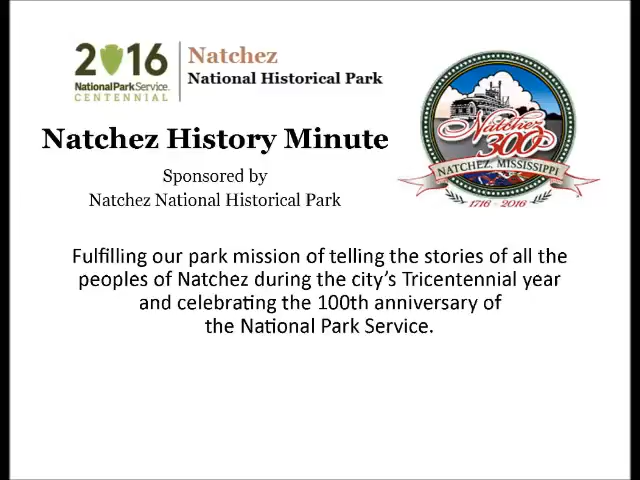 2016
National Park Service
CENTENNIAL
Natchez
National Historical Park
Natchez History Minute
Sponsored by
Natchez National Historical Park
Natchez
300
NATCHEZ, MISSISSIPPI
1716 - 2016
Fulfilling our park mission of telling the stories of all the
peoples of Natchez during the city's Tricentennial year
and celebrating the 100th anniversary of
the National Park Service.